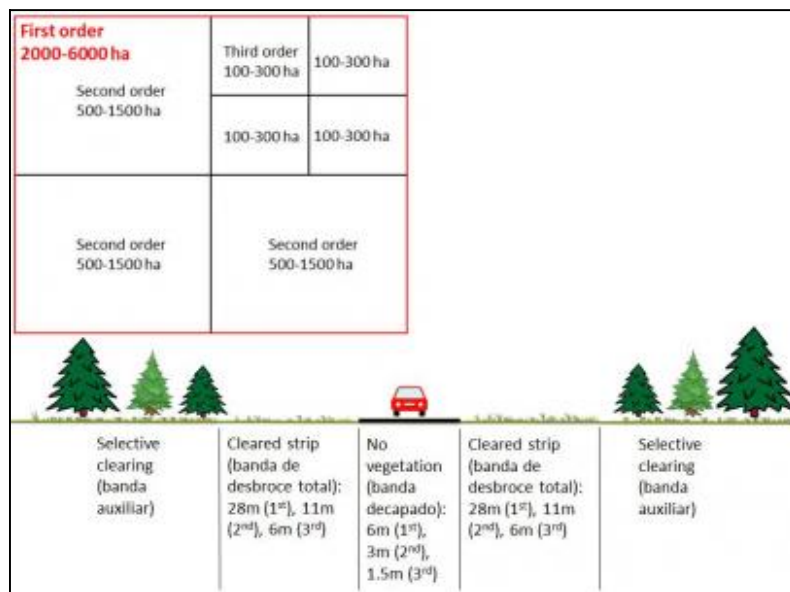 First order
2000-6000 ha
Second order
500-1500 ha
Third order
100-300 ha
100-300 ha
100-300 ha
100-300 ha
Second order
500-1500 ha
Second order
500-1500 ha
Selective
clearing
(banda
auxiliar)
Cleared strip
(banda de
desbroce total):
28m (1st), 11m
(2nd), 6m (3rd)
No
vegetation
(banda
decapado):
6m (1st),
3m (2nd),
1.5m (3rd)
Cleared strip
(banda de
desbroce total):
28m (1st), 11m
(2nd), 6m (3rd)
Selective
clearing
(banda
auxiliar)